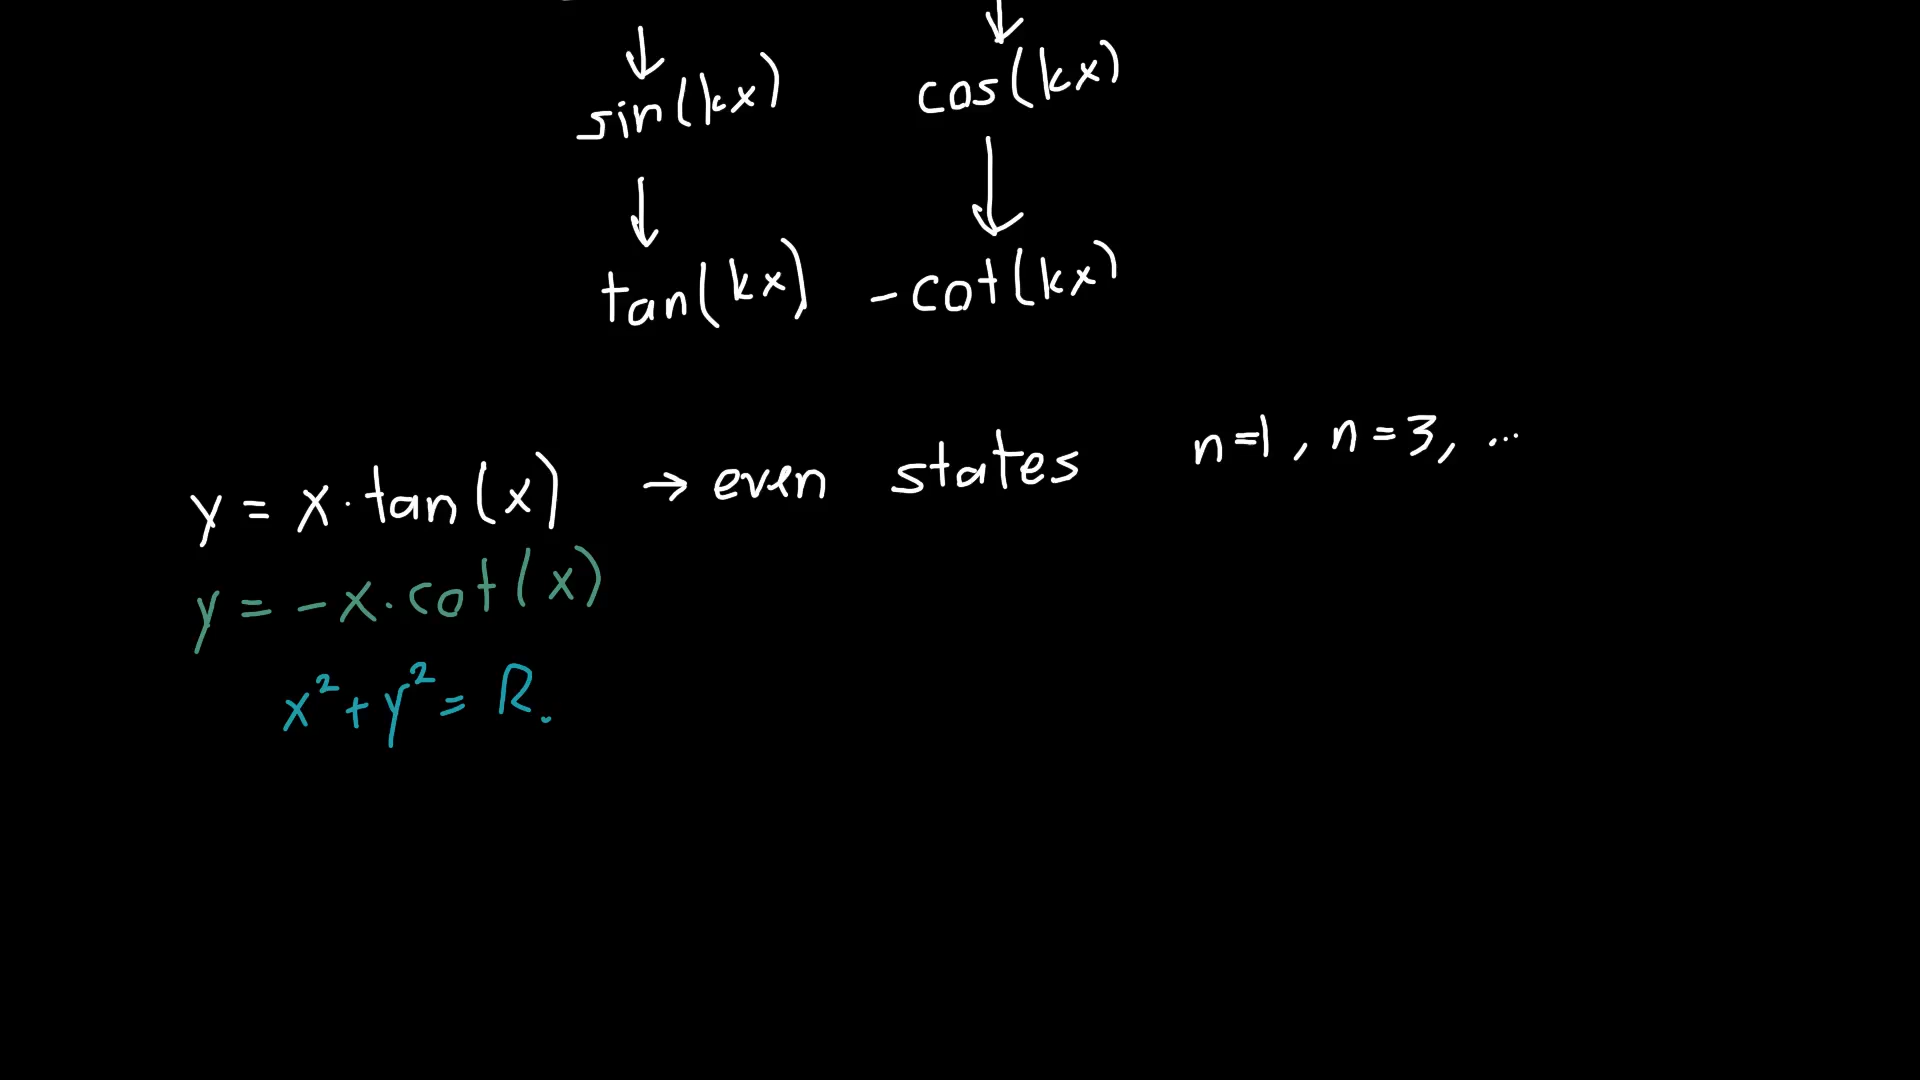 sin(kx) cos(kx)
tan(kx) -cot(kx)
y = x·tan(x) → even states n=1, n=3, ...
y = -x·cot(x)
x²+y² = R.